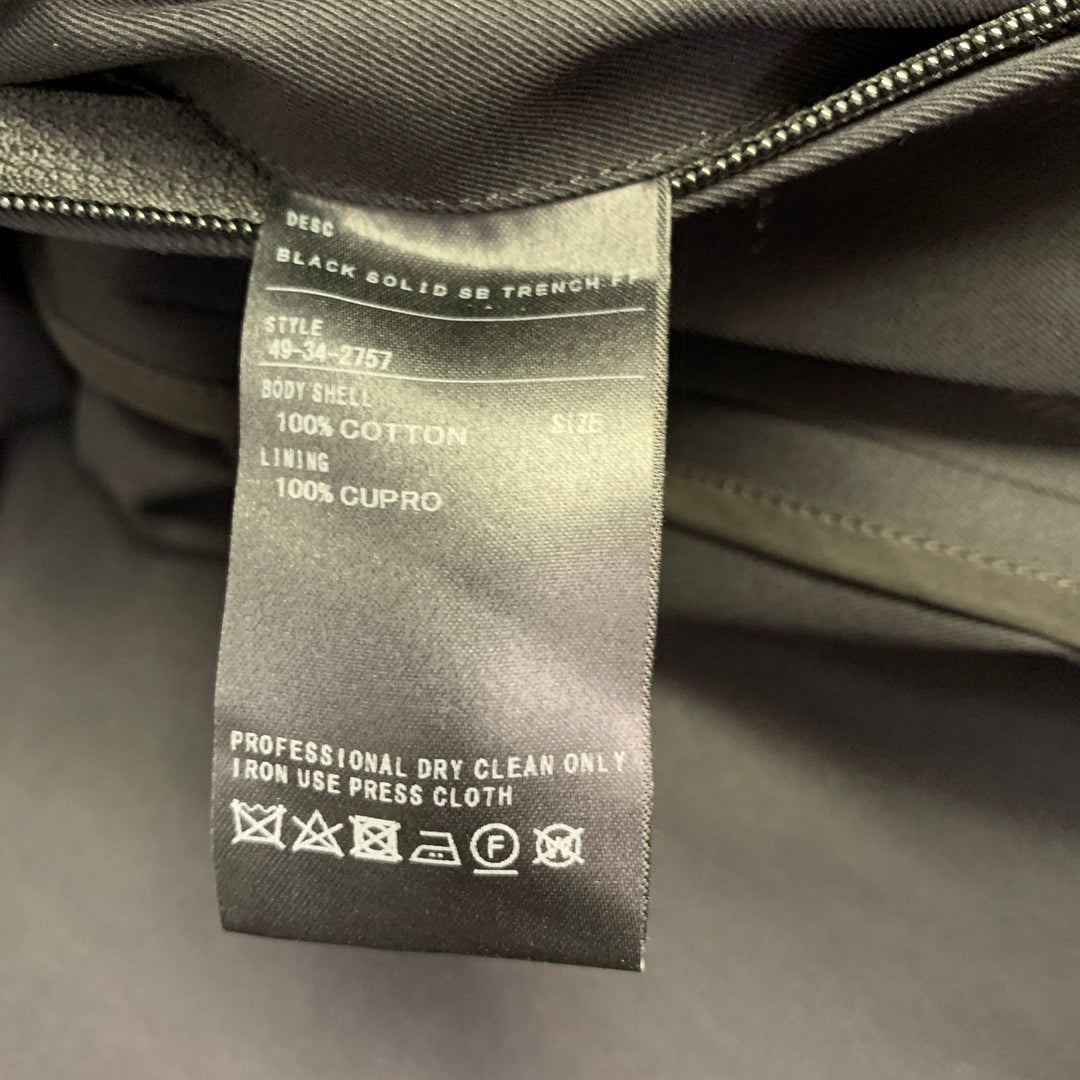 DESC
BLACK SOLID SB TRENCH
STYLE
49-34-2757
BODY SHELL
100% COTTON SIZE
LINING
100% CUPRO
PROFESSIONAL DRY CLEAN ONLY
IRON USE PRESS CLOTH
F W